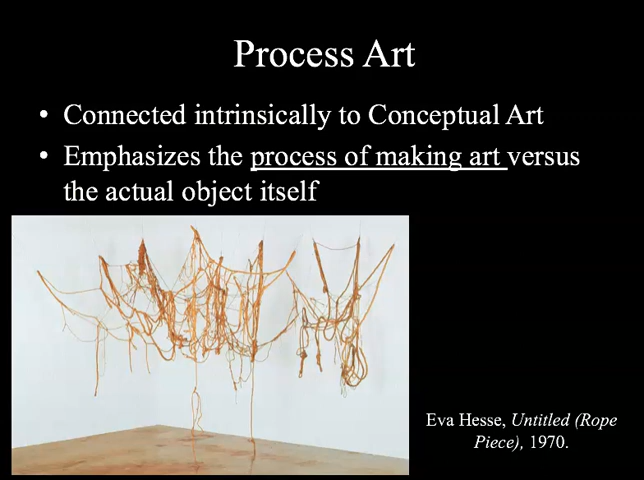 Process Art
• Connected intrinsically to Conceptual Art
• Emphasizes the process of making art versus
the actual object itself
Eva Hesse, Untitled (Rope
Piece), 1970.